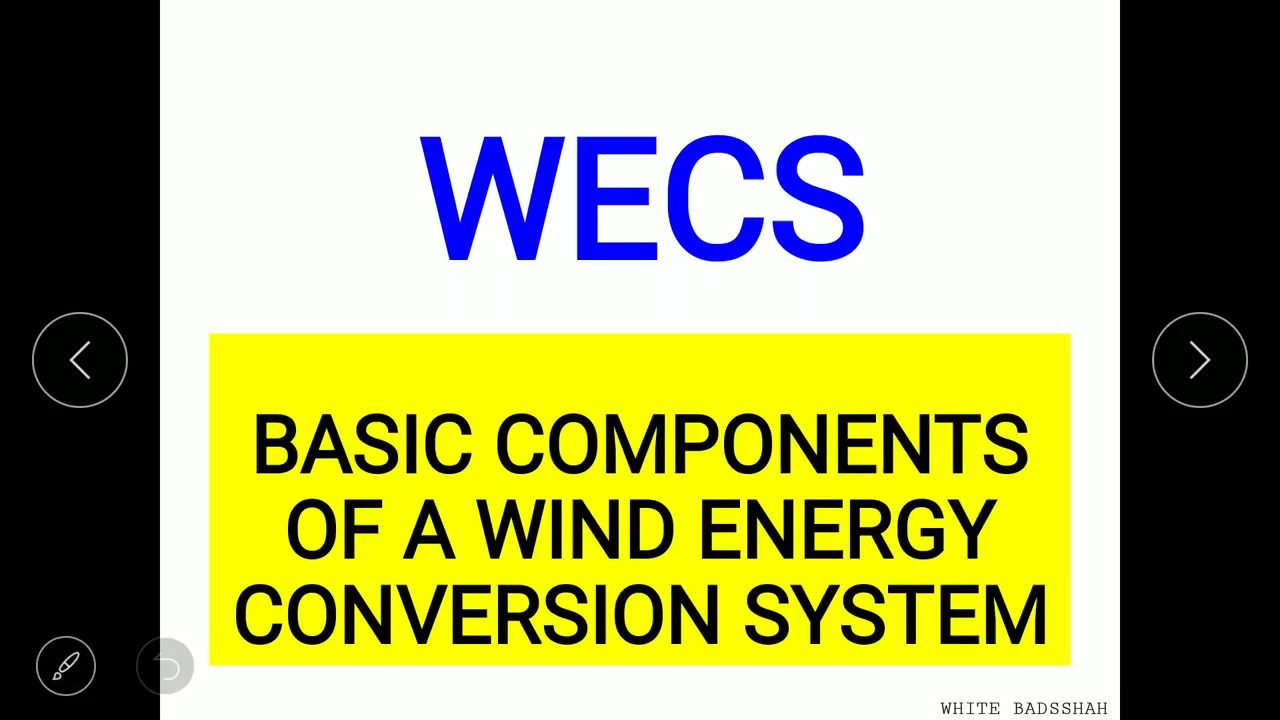 WECS
BASIC COMPONENTS
OF A WIND ENERGY
CONVERSION SYSTEM
WHITE BADSSHAH